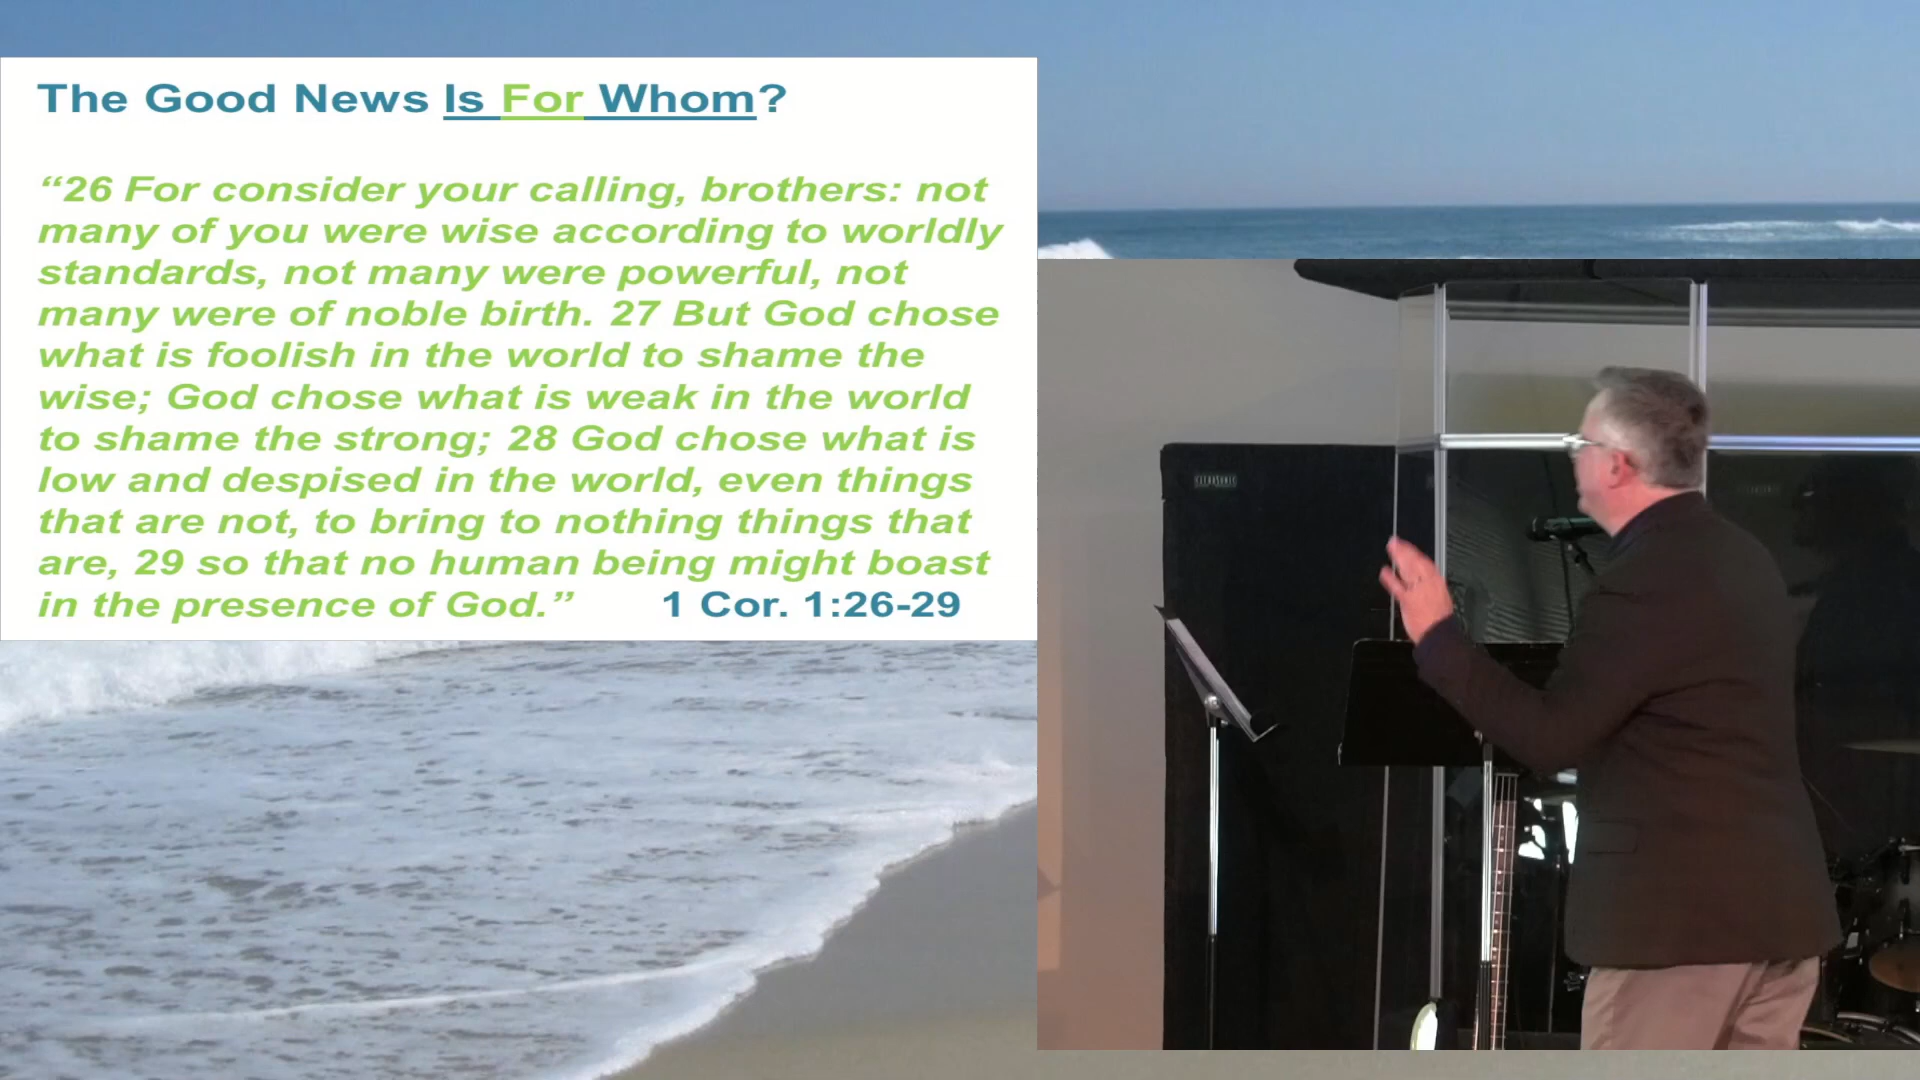 The Good News Is For Whom?
“26 For consider your calling, brothers: not
many of you were wise according to worldly
standards, not many were powerful, not
many were of noble birth. 27 But God chose
what is foolish in the world to shame the
wise; God chose what is weak in the world
to shame the strong; 28 God chose what is
low and despised in the world, even things
that are not, to bring to nothing things that
are, 29 so that no human being might boast
in the presence of God.” 1 Cor. 1:26-29